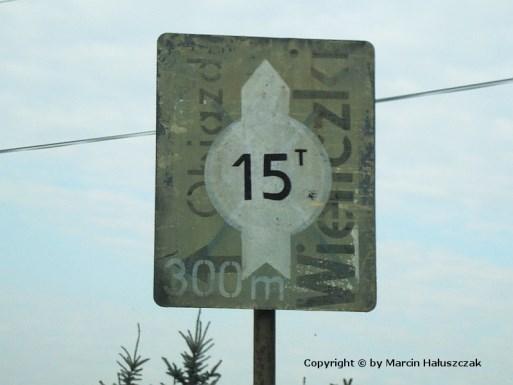 Objazd
Wieliczki
15T
300 m
Copyright © by Marcin Hałuszczak